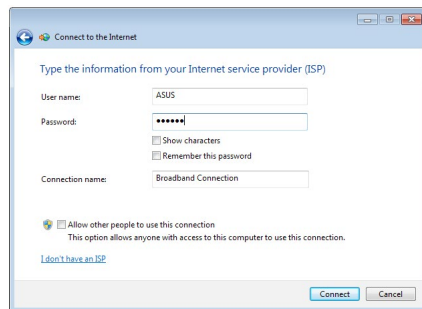 Connect to the Internet
Type the information from your Internet service provider (ISP)
User name: ASUS
Password: ••••••
Show characters
Remember this password
Connection name: Broadband Connection
Allow other people to use this connection
This option allows anyone with access to this computer to use this connection.
I don't have an ISP
Connect Cancel